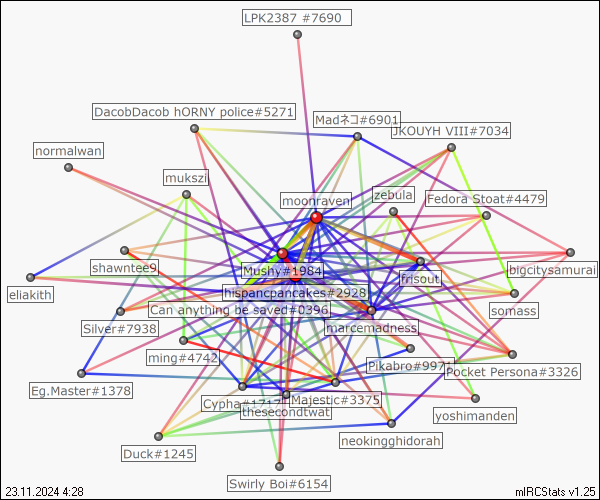 LPK2387 #7690
DacobDacob hORNY police#5271
Madネコ#6901
JKOUYH VIII#7034
normalwan
mukszi
zebula
moonraven
Fedora Stoat#4479
shawntee9
Mushy#1984
frisout
bigcitysamurai
eliakith
hispancpancakes#2928
somass
Can anything be saved#0396
Silver#7938
marcemadness
ming#4742
Pikabro#9971
Pocket Persona#3326
Eg.Master#1378
Cypha#1717
Majestic#3375
thesecondtwat
yoshimanden
neokingghidorah
Duck#1245
Swirly Boi#6154
23.11.2024 4:28
mIRCStats v1.25